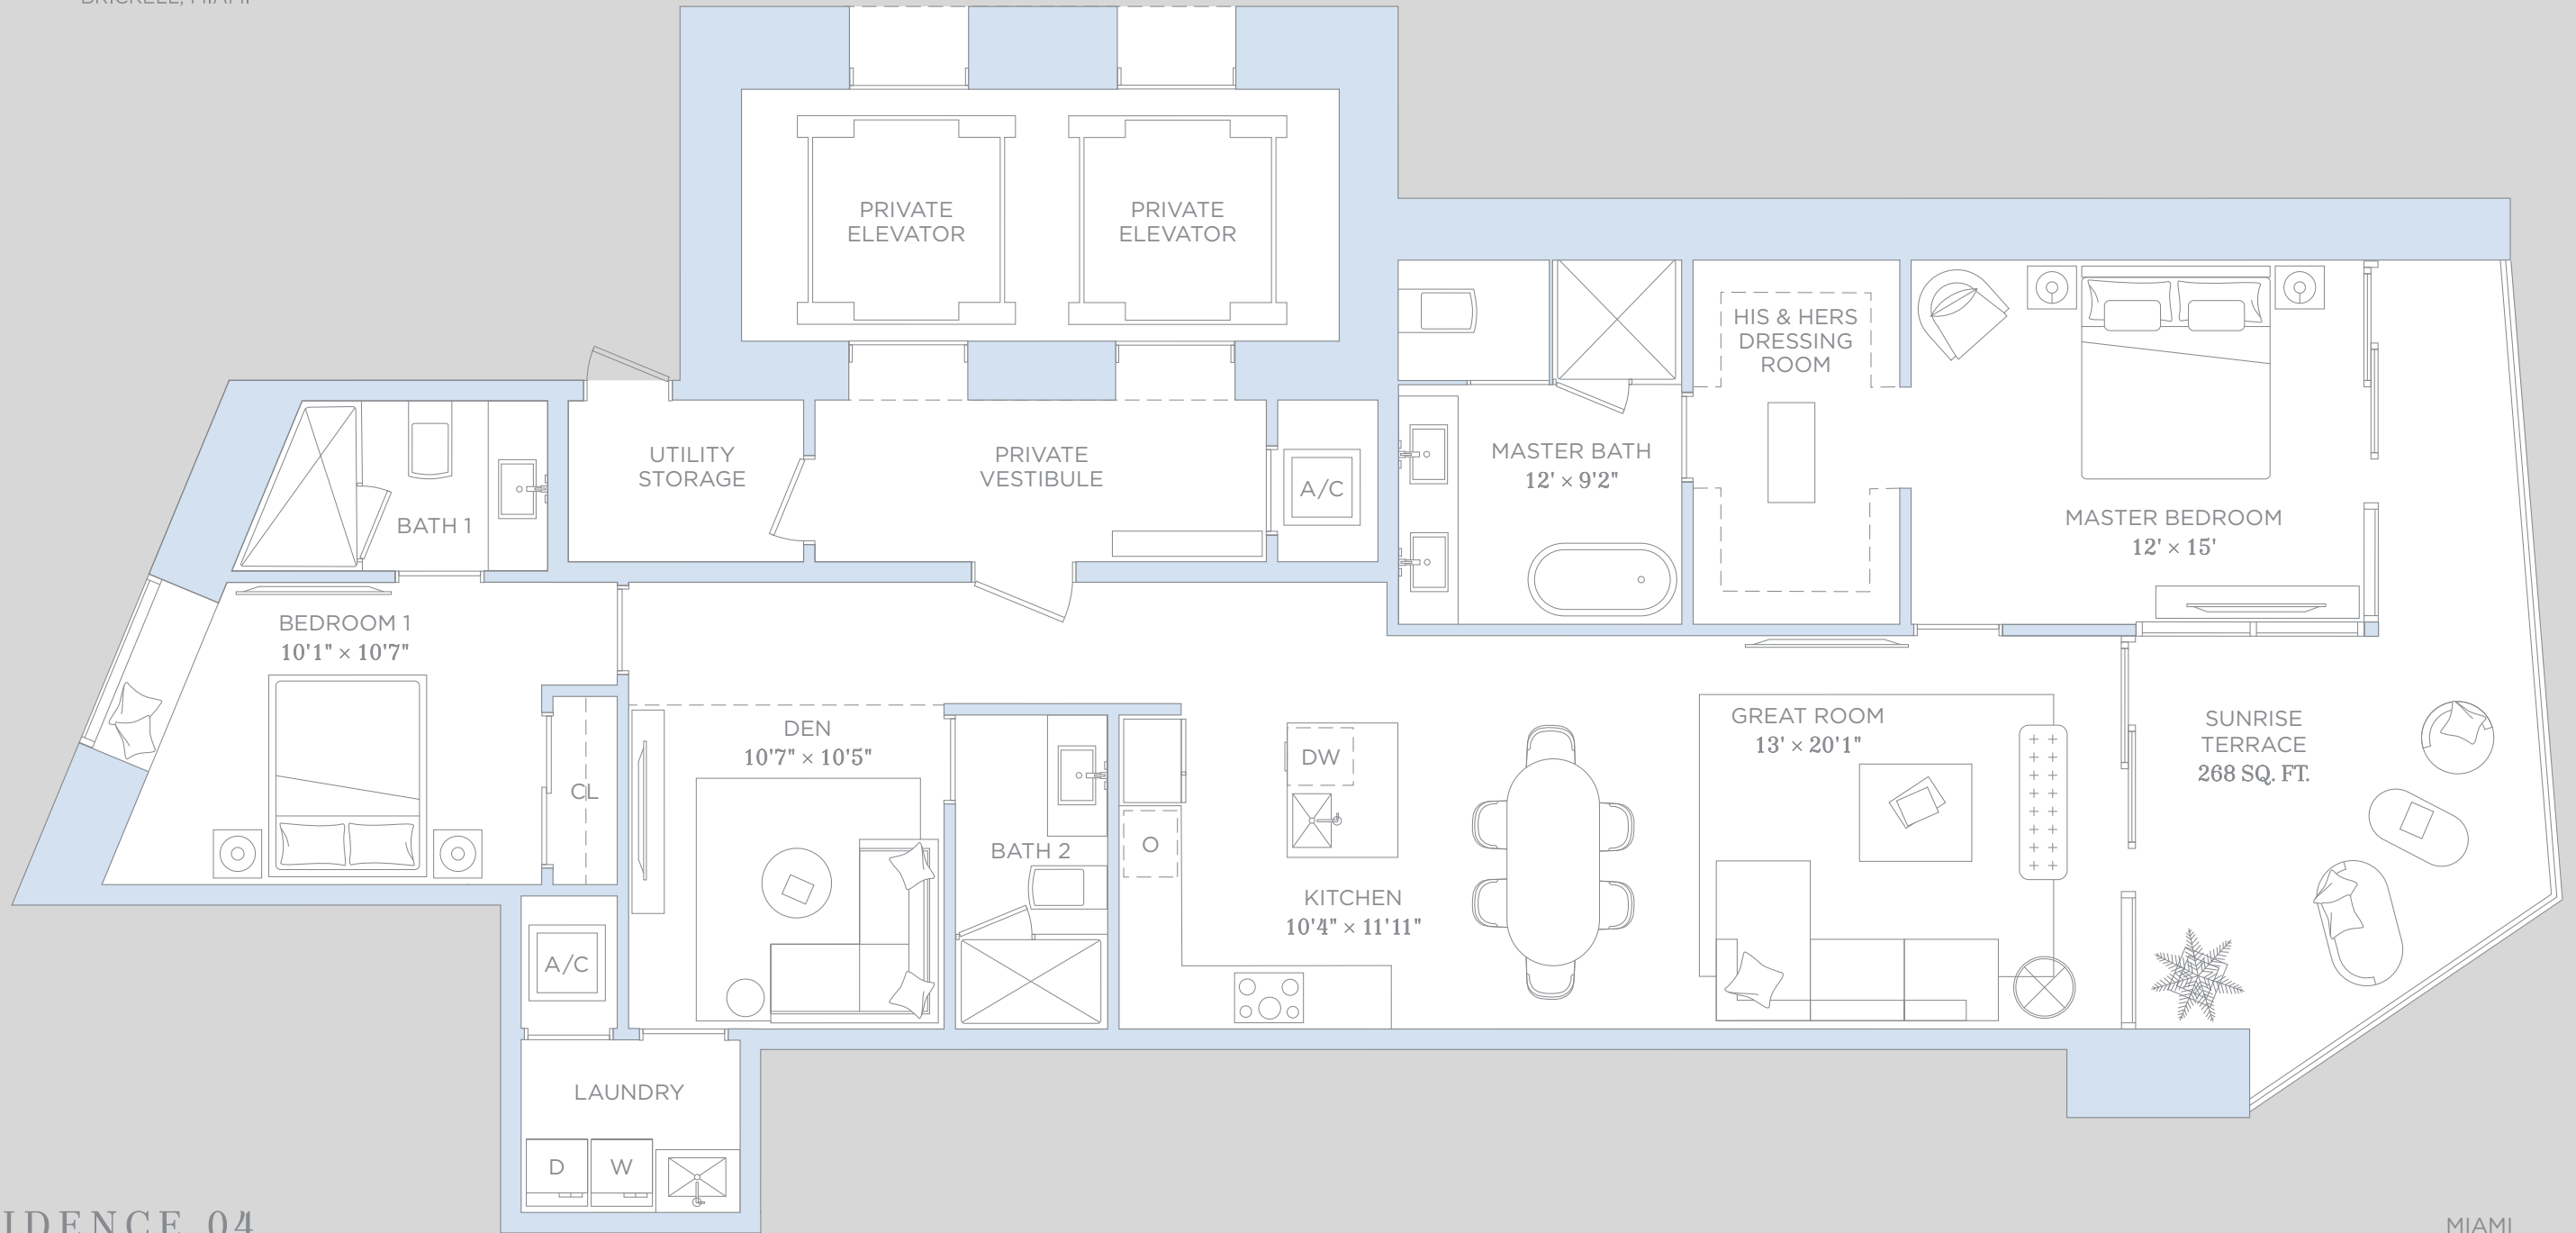 PRIVATE
ELEVATOR
PRIVATE
ELEVATOR
HIS & HERS
DRESSING
ROOM
UTILITY
STORAGE
PRIVATE
VESTIBULE
A/C
MASTER BATH
12' × 9'2"
MASTER BEDROOM
12' × 15'
BATH 1
BEDROOM 1
10'1" × 10'7"
CL
DEN
10'7" × 10'5"
BATH 2
O
DW
KITCHEN
10'4" × 11'11"
GREAT ROOM
13' × 20'1"
SUNRISE
TERRACE
268 SQ. FT.
A/C
LAUNDRY
D
W
IDENCE 04
MIAMI